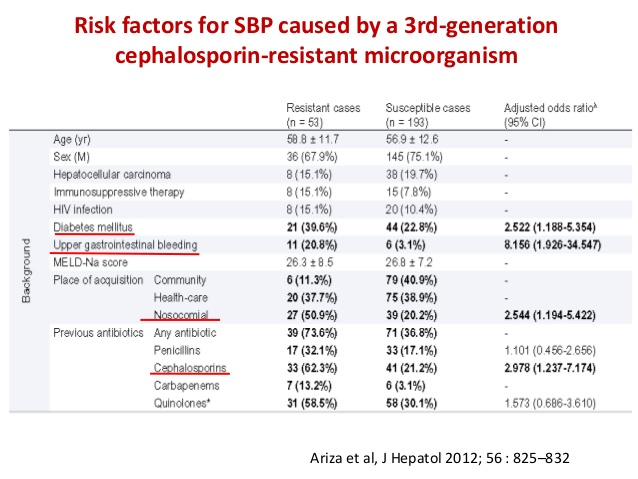 Risk factors for SBP caused by a 3rd-generation
cephalosporin-resistant microorganism
Resistant cases Susceptible cases Adjusted odds ratioᵏ
(n = 53) (n = 193) (95% CI)
Background
Age (yr) 58.8 ± 11.7 56.9 ± 12.6 -
Sex (M) 36 (67.9%) 145 (75.1%) -
Hepatocellular carcinoma 8 (15.1%) 38 (19.7%) -
Immunosuppressive therapy 8 (15.1%) 15 (7.8%) -
HIV infection 8 (15.1%) 20 (10.4%) -
Diabetes mellitus 21 (39.6%) 44 (22.8%) 2.522 (1.188-5.354)
Upper gastrointestinal bleeding 11 (20.8%) 6 (3.1%) 8.156 (1.926-34.547)
MELD-Na score 26.3 ± 8.5 26.8 ± 7.2 -
Place of acquisition Community 6 (11.3%) 79 (40.9%) -
Health-care 20 (37.7%) 75 (38.9%) -
Nosocomial 27 (50.9%) 39 (20.2%) 2.544 (1.194-5.422)
Previous antibiotics Any antibiotic 39 (73.6%) 71 (36.8%) -
Penicillins 17 (32.1%) 33 (17.1%) 1.101 (0.456-2.656)
Cephalosporins 33 (62.3%) 41 (21.2%) 2.978 (1.237-7.174)
Carbapenems 7 (13.2%) 6 (3.1%) -
Quinolones* 31 (58.5%) 58 (30.1%) 1.573 (0.686-3.610)
Ariza et al, J Hepatol 2012; 56 : 825–832